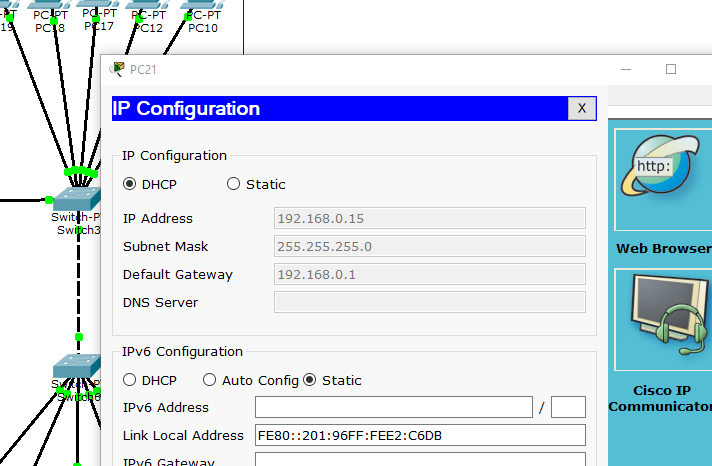 PC-PT PC-PT PC-PT PC-PT PC-PT
19 PC18 PC17 PC12 PC10
PC21
IP Configuration X
IP Configuration
DHCP Static
IP Address 192.168.0.15
Subnet Mask 255.255.255.0
Default Gateway 192.168.0.1
DNS Server
IPv6 Configuration
DHCP Auto Config Static
IPv6 Address /
Link Local Address FE80::201:96FF:FEE2:C6DB
IPv6 Gateway
Switch-PT
Switch3
Switch-PT
http:
Web Browser
Cisco IP
Communicator